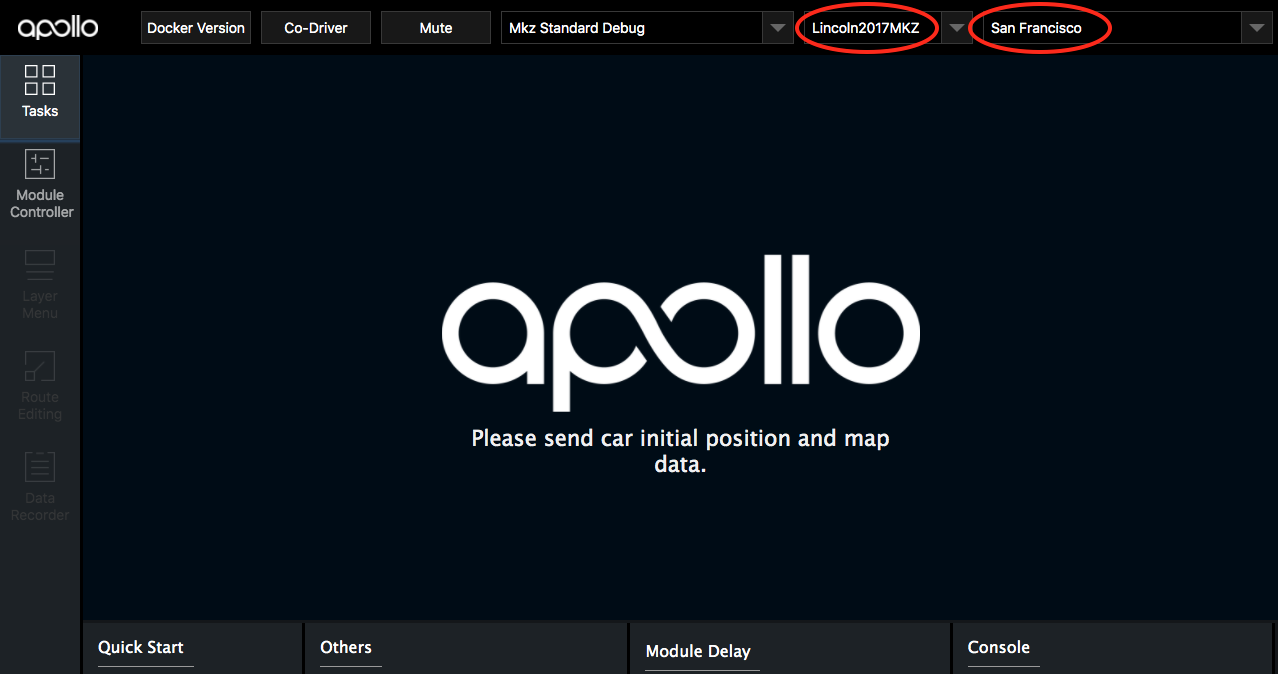 apollo
Docker Version
Co-Driver
Mute
Mkz Standard Debug
Lincoln2017MKZ
San Francisco
Tasks
Module
Controller
Layer
Menu
Route
Editing
Data
Recorder
apollo
Please send car initial position and map
data.
Quick Start
Others
Module Delay
Console